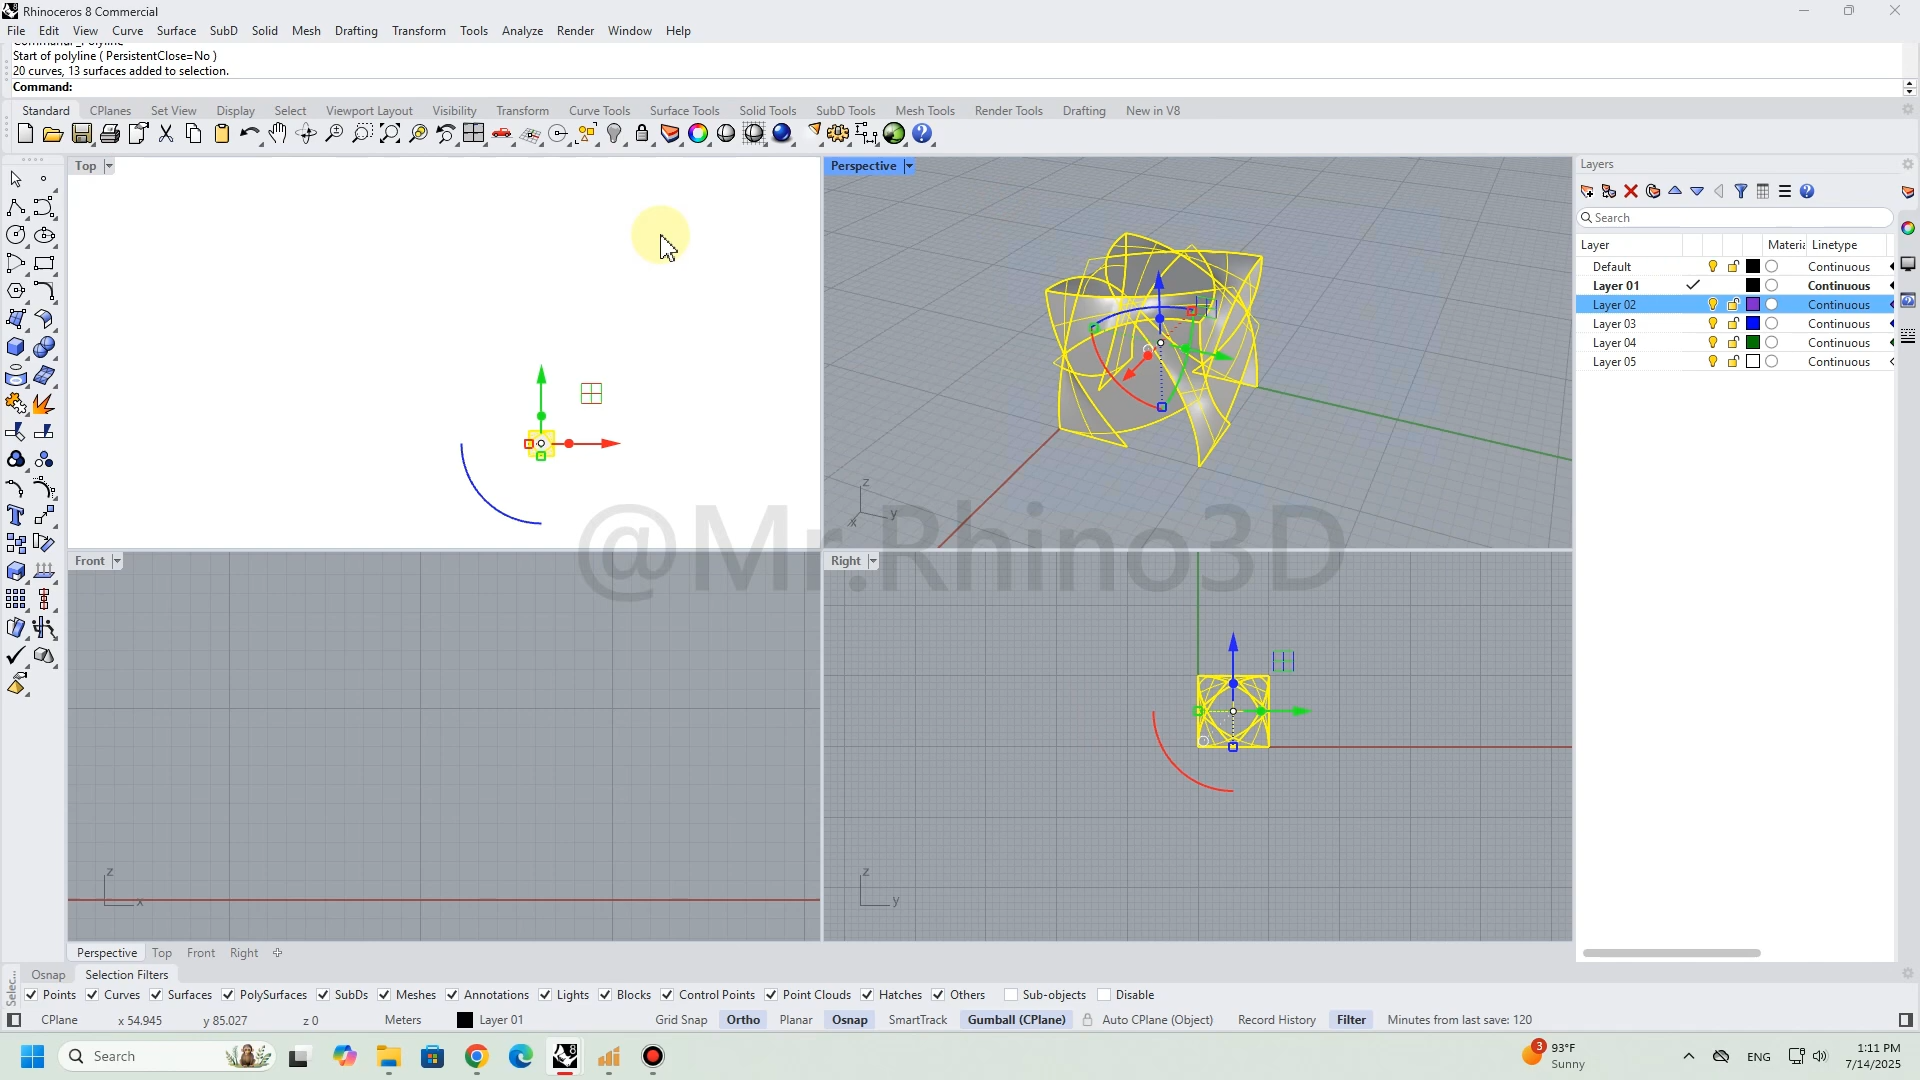 Rhinoceros 8 Commercial
File Edit View Curve Surface SubD Solid Mesh Drafting Transform Tools Analyze Render Window Help
Start of polyline ( PersistentClose=No )
20 curves, 13 surfaces added to selection.
Command:
Standard CPlanes Set View Display Select Viewport Layout Visibility Transform Curve Tools Surface Tools Solid Tools SubD Tools Mesh Tools Render Tools Drafting New in V8
Top
Perspective
Layers
Search
Layer Materia Linetype
Default Continuous
Layer 01 Continuous
Layer 02 Continuous
Layer 03 Continuous
Layer 04 Continuous
Layer 05 Continuous
z
x y
@Mr.Rhino3D
Front
Right
z
x
z
y
Perspective Top Front Right
Selec...
Osnap Selection Filters
Points Curves Surfaces PolySurfaces SubDs Meshes Annotations Lights Blocks Control Points Point Clouds Hatches Others Sub-objects Disable
CPlane x 54.945 y 85.027 z 0 Meters Layer 01 Grid Snap Ortho Planar Osnap SmartTrack Gumball (CPlane) Auto CPlane (Object) Record History Filter Minutes from last save: 120
Search
3
93°F
Sunny
ENG
1:11 PM
7/14/2025